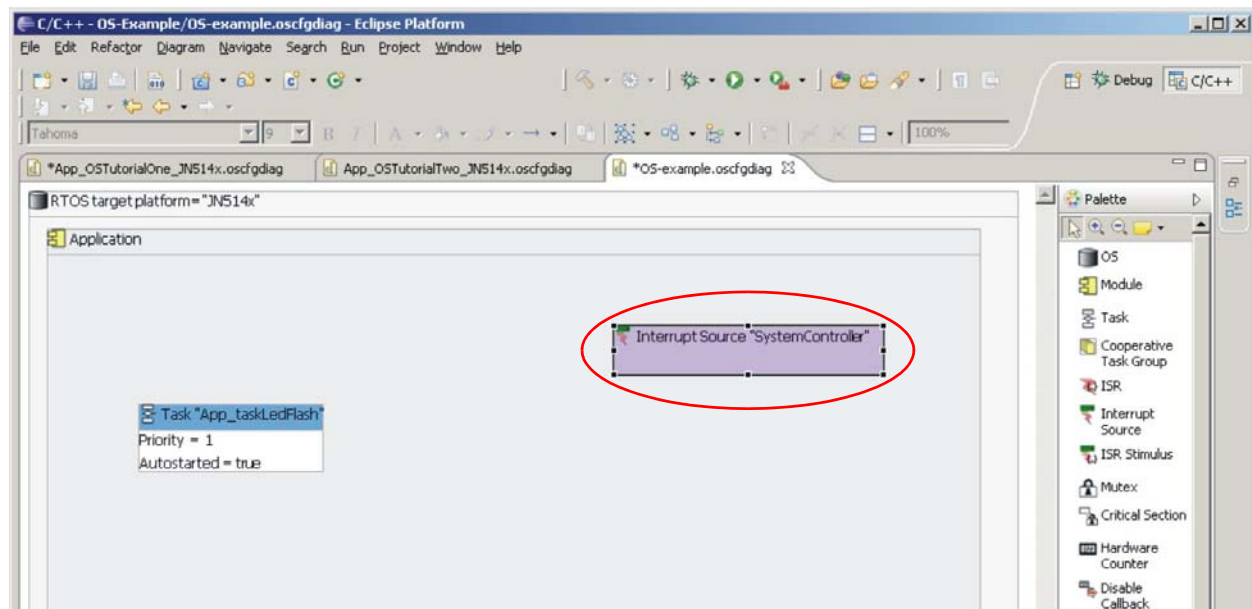 C/C++ - OS-Example/OS-example.oscfgdiag - Eclipse Platform
File Edit Refactor Diagram Navigate Search Run Project Window Help
Debug C/C++
Tahoma 9 B I A 100%
*App_OSTutorialOne_JN514x.oscfgdiag App_OSTutorialTwo_JN514x.oscfgdiag *OS-example.oscfgdiag
RTOS target platform="JN514x"
Application
Interrupt Source "SystemController"
Task "App_taskLedFlash"
Priority = 1
Autostarted = true
Palette
OS
Module
Task
Cooperative
Task Group
ISR
Interrupt
Source
ISR Stimulus
Mutex
Critical Section
Hardware
Counter
Disable
Callback